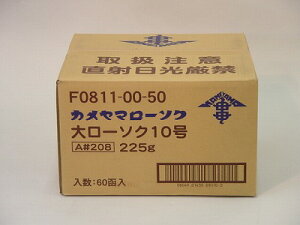 取扱注意
直射日光厳禁
F0811-00-50
カメヤマローソク
大ローソク10号
A#208 225g
入数:60函入